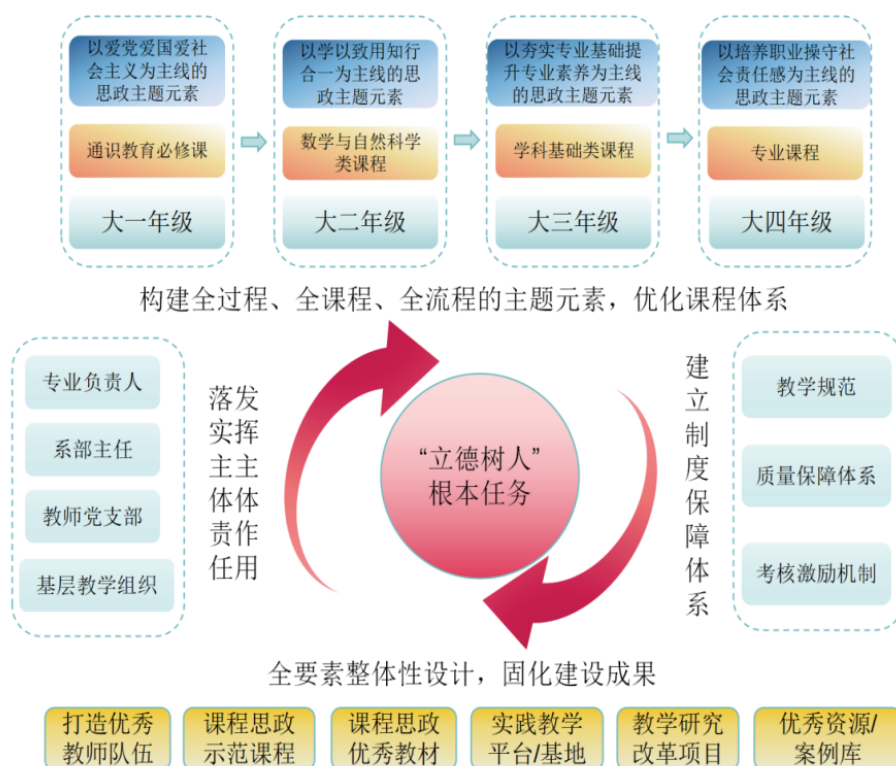 以爱党爱国爱社
会主义为主线的
思政主题元素
以学以致用知行
合一为主线的思
政主题元素
以夯实专业基础提
升专业素养为主线
的思政主题元素
以培养职业操守社
会责任感为主线的
思政主题元素
通识教育必修课
数学与自然科学
类课程
学科基础类课程
专业课程
大一年级
大二年级
大三年级
大四年级
构建全过程、全课程、全流程的主题元素，优化课程体系
专业负责人
系部主任
教师党支部
基层教学组织
落实主体责任
发挥主体作用
“立德树人”
根本任务
建立制度保障体系
教学规范
质量保障体系
考核激励机制
全要素整体性设计，固化建设成果
打造优秀
教师队伍
课程思政
示范课程
课程思政
优秀教材
实践教学
平台/基地
教学研究
改革项目
优秀资源/
案例库